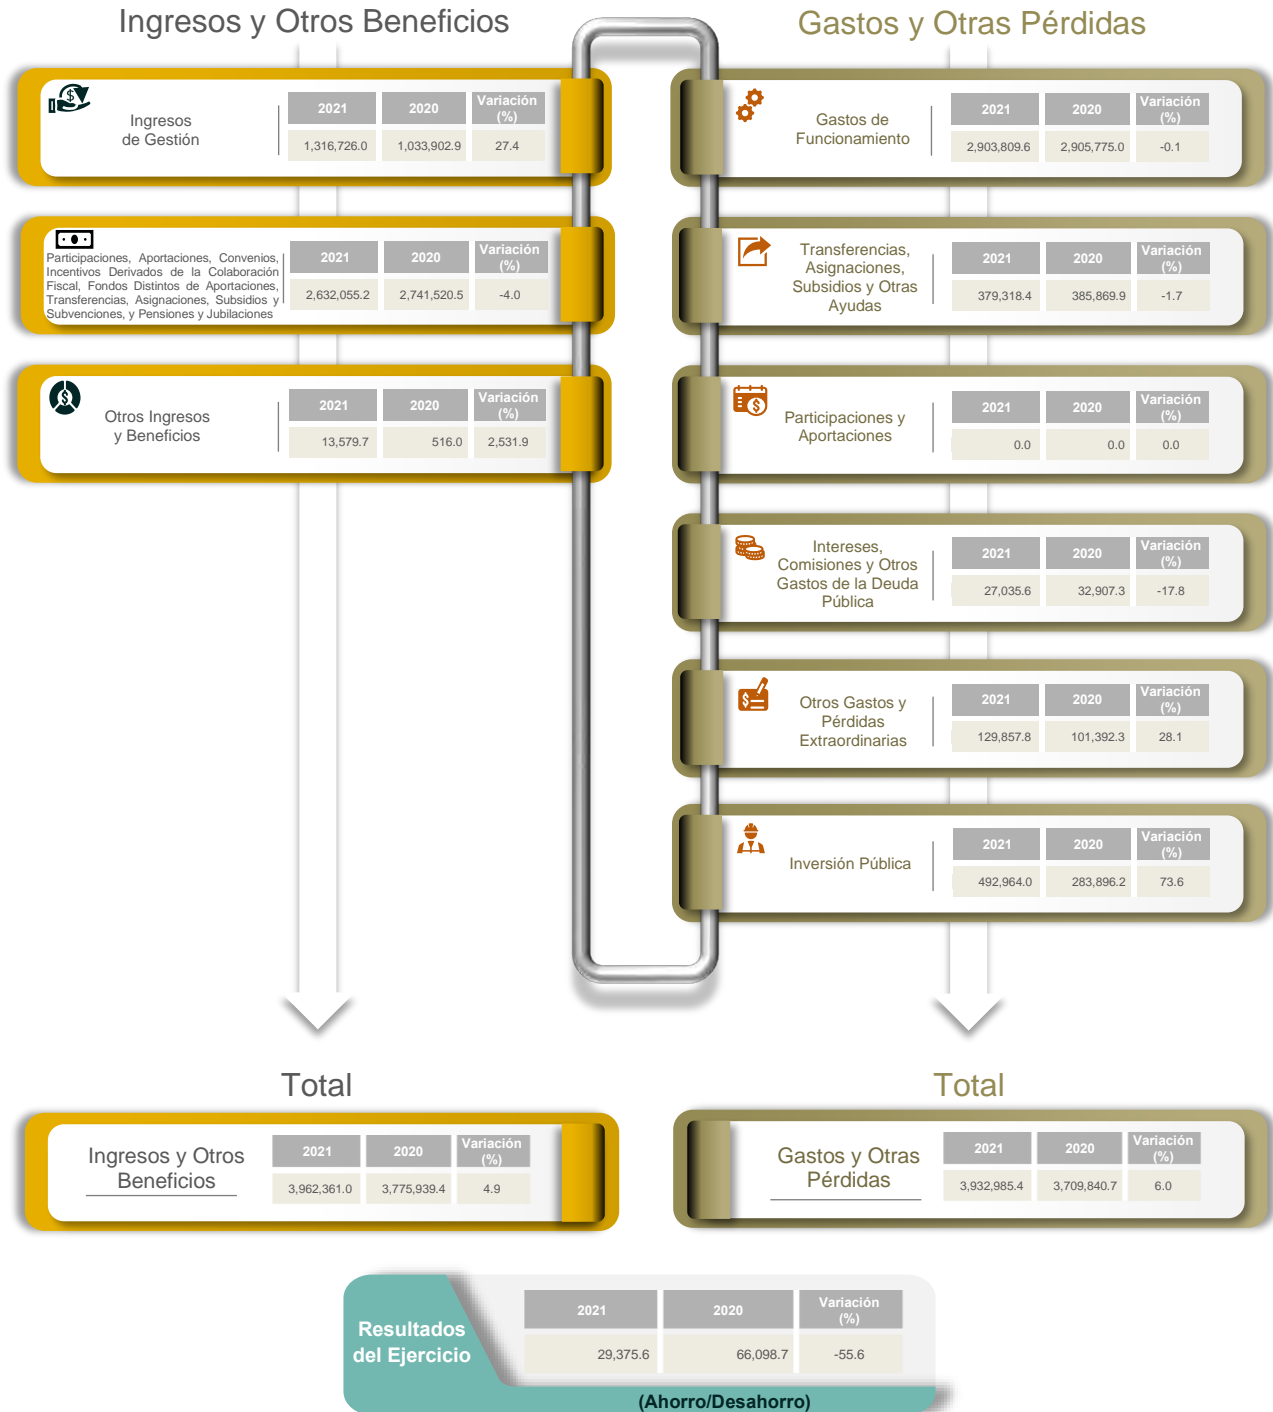 Ingresos y Otros Beneficios
Ingresos
de Gestión
2021 2020 Variación (%)
1,316,726.0 1,033,902.9 27.4
Participaciones, Aportaciones, Convenios,
Incentivos Derivados de la Colaboración
Fiscal, Fondos Distintos de Aportaciones,
Transferencias, Asignaciones, Subsidios y
Subvenciones, y Pensiones y Jubilaciones
2021 2020 Variación (%)
2,632,055.2 2,741,520.5 -4.0
Otros Ingresos
y Beneficios
2021 2020 Variación (%)
13,579.7 516.0 2,531.9
Gastos y Otras Pérdidas
Gastos de
Funcionamiento
2021 2020 Variación (%)
2,903,809.6 2,905,775.0 -0.1
Transferencias,
Asignaciones,
Subsidios y Otras
Ayudas
2021 2020 Variación (%)
379,318.4 385,869.9 -1.7
Participaciones y
Aportaciones
2021 2020 Variación (%)
0.0 0.0 0.0
Intereses,
Comisiones y Otros
Gastos de la Deuda
Pública
2021 2020 Variación (%)
27,035.6 32,907.3 -17.8
Otros Gastos y
Pérdidas
Extraordinarias
2021 2020 Variación (%)
129,857.8 101,392.3 28.1
Inversión Pública
2021 2020 Variación (%)
492,964.0 283,896.2 73.6
Total
Ingresos y Otros
Beneficios
2021 2020 Variación (%)
3,962,361.0 3,775,939.4 4.9
Total
Gastos y Otras
Pérdidas
2021 2020 Variación (%)
3,932,985.4 3,709,840.7 6.0
Resultados
del Ejercicio
2021 2020 Variación (%)
29,375.6 66,098.7 -55.6
(Ahorro/Desahorro)